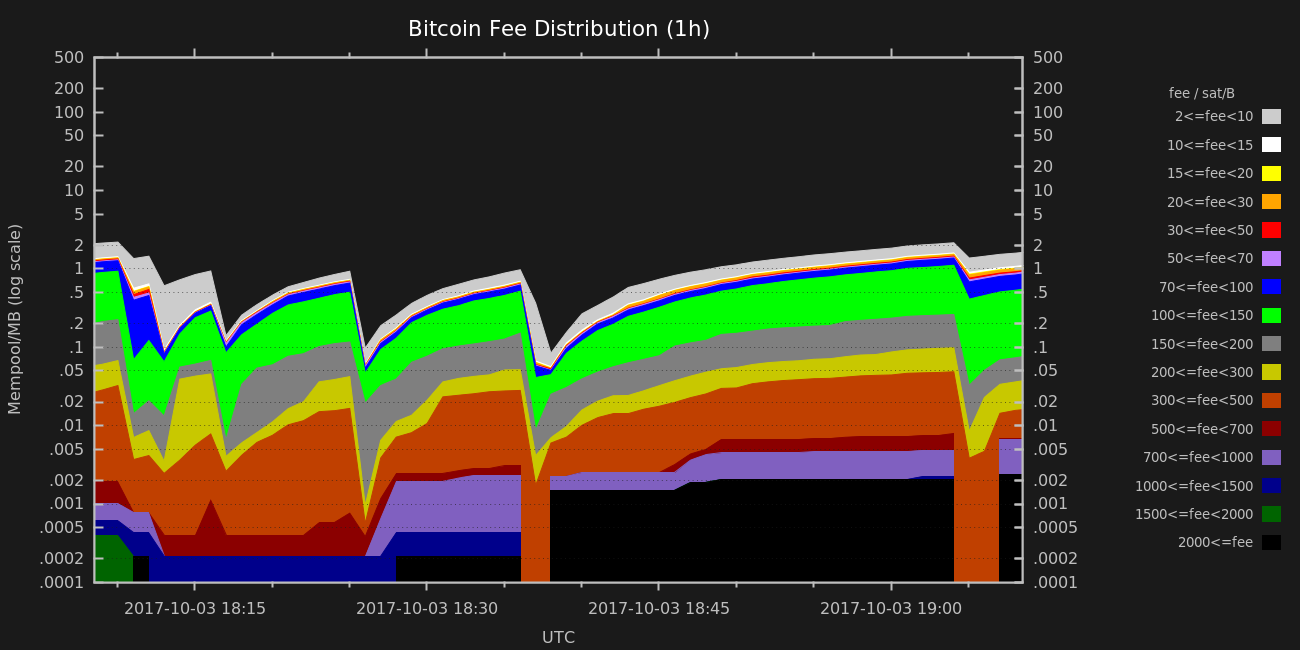 Bitcoin Fee Distribution (1h)
Mempool/MB (log scale)
500
200
100
50
20
10
5
2
1
.5
.2
.1
.05
.02
.01
.005
.002
.001
.0005
.0002
.0001
500
200
100
50
20
10
5
2
1
.5
.2
.1
.05
.02
.01
.005
.002
.001
.0005
.0002
.0001
2017-10-03 18:15
2017-10-03 18:30
2017-10-03 18:45
2017-10-03 19:00
UTC
fee / sat/B
2<=fee<10
10<=fee<15
15<=fee<20
20<=fee<30
30<=fee<50
50<=fee<70
70<=fee<100
100<=fee<150
150<=fee<200
200<=fee<300
300<=fee<500
500<=fee<700
700<=fee<1000
1000<=fee<1500
1500<=fee<2000
2000<=fee